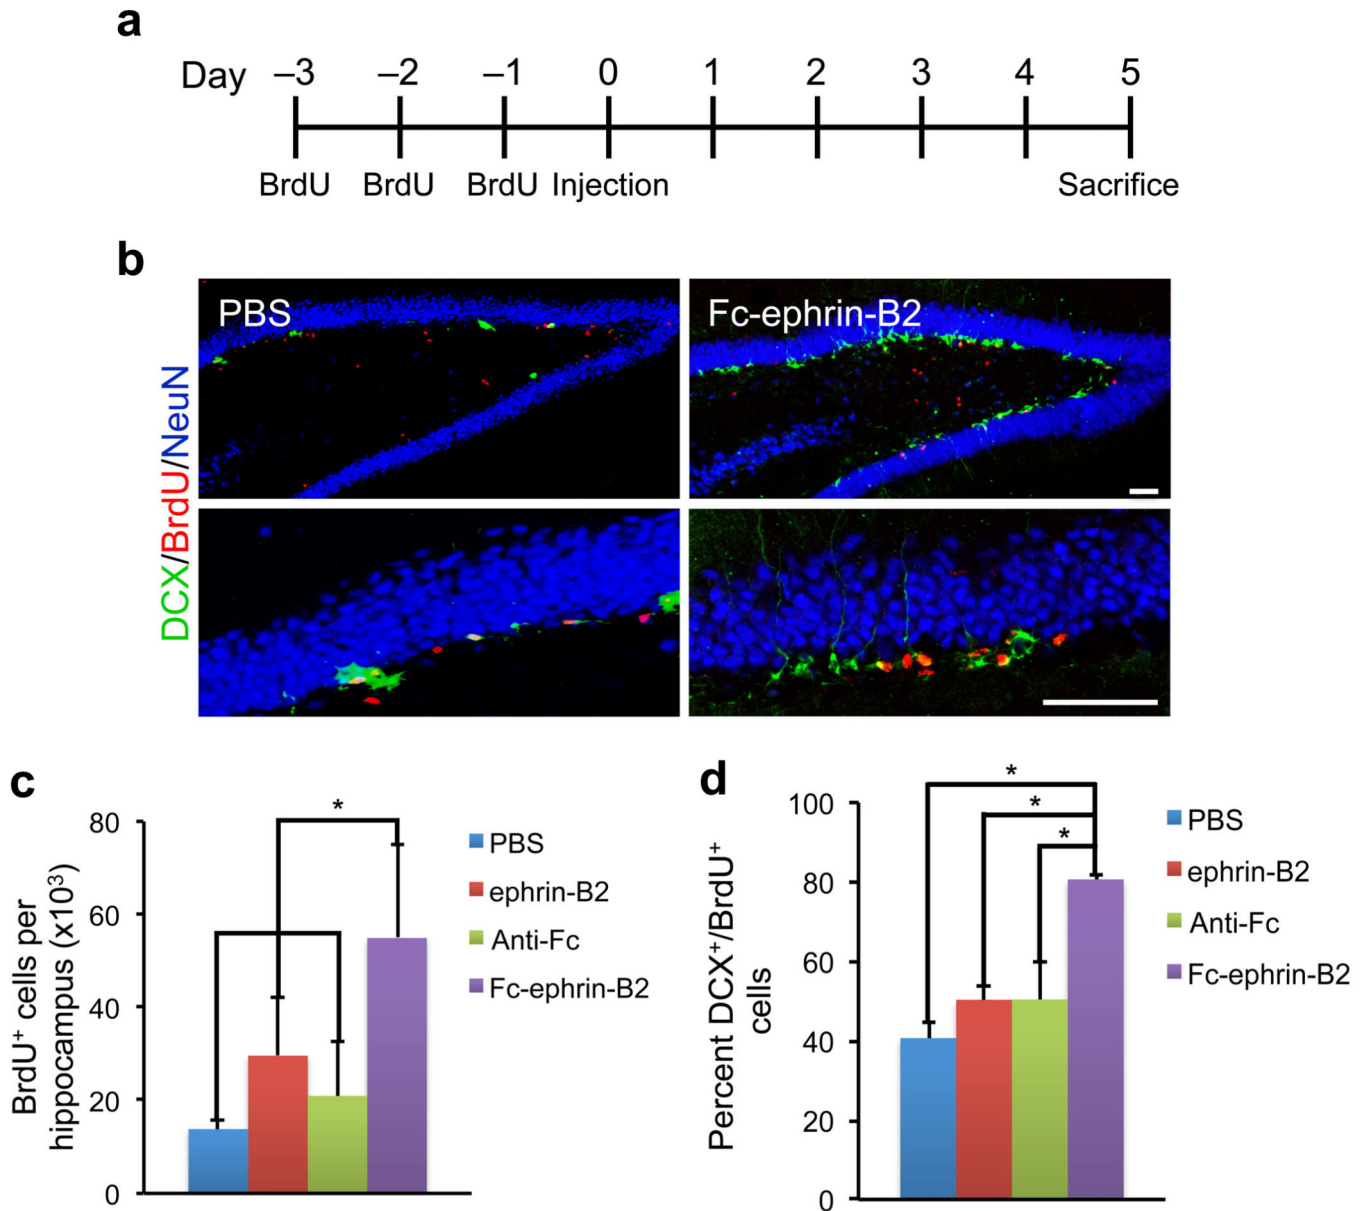 a
Day –3 –2 –1 0 1 2 3 4 5
BrdU BrdU BrdU Injection Sacrifice
b
DCX/BrdU/NeuN
PBS
Fc-ephrin-B2
c
BrdU⁺ cells per
hippocampus (x10³)
80
60
40
20
0
*
PBS
ephrin-B2
Anti-Fc
Fc-ephrin-B2
d
Percent DCX⁺/BrdU⁺
cells
100
80
60
40
20
0
*
*
*
PBS
ephrin-B2
Anti-Fc
Fc-ephrin-B2